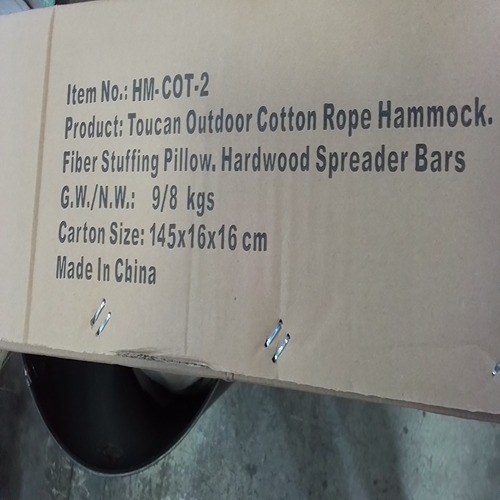 Item No.: HM-COT-2
Product: Toucan Outdoor Cotton Rope Hammock.
Fiber Stuffing Pillow. Hardwood Spreader Bars
G.W./N.W.: 9/8 kgs
Carton Size: 145x16x16 cm
Made In Cbina